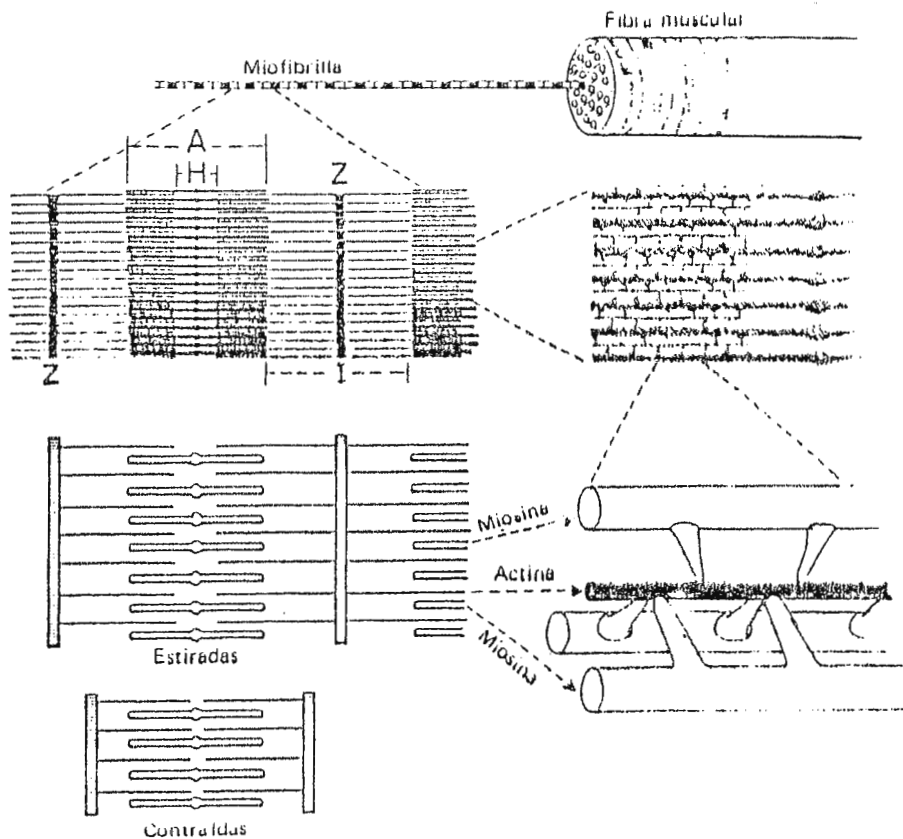 Fibra muscular
Miofibrilla
A
H
Z
Z
I
Miosina
Actina
Miosina
Estiradas
Contraídas